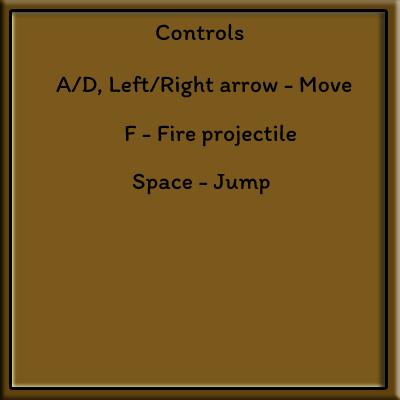 Controls
A/D, Left/Right arrow - Move
F - Fire projectile
Space - Jump